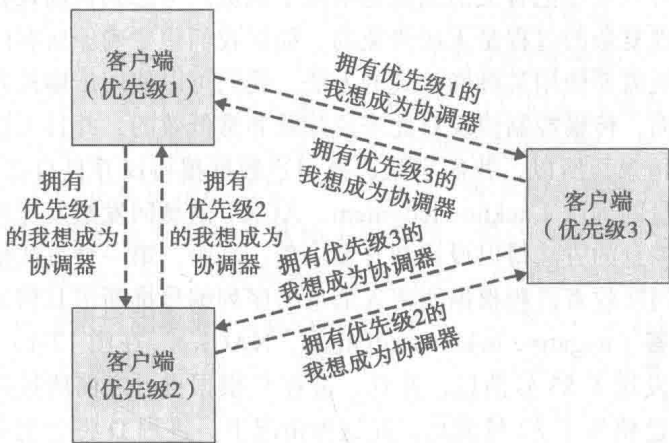 客户端
（优先级1）
拥有优先级1的
我想成为协调器
拥有优先级3的
我想成为协调器
客户端
（优先级3）
拥有
优先级1
的我想成为
协调器
拥有
优先级2
的我想成为
协调器
拥有优先级3的
我想成为协调器
拥有优先级2的
我想成为协调器
客户端
（优先级2）